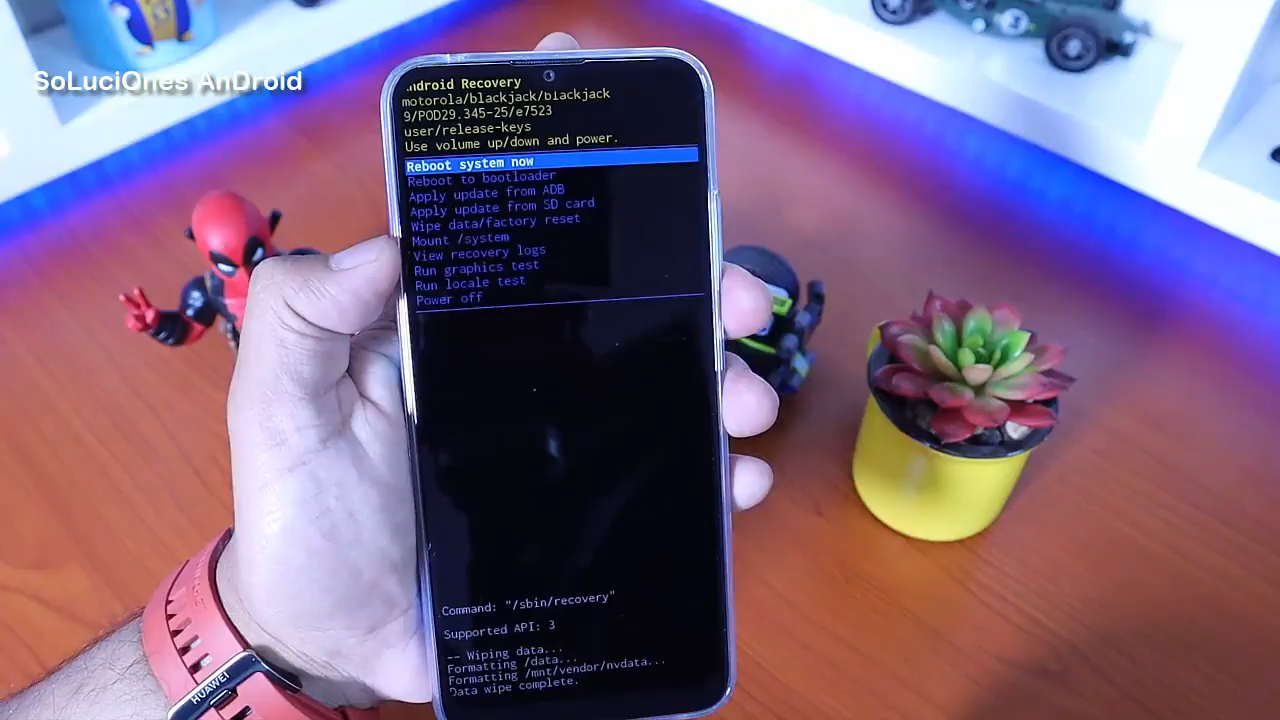 SoLuciOnes AnDroid
Android Recovery
motorola/blackjack/blackjack
9/POD29.345-25/e7523
user/release-keys
Use volume up/down and power.
Reboot system now
Reboot to bootloader
Apply update from ADB
Apply update from SD card
Wipe data/factory reset
Mount /system
View recovery logs
Run graphics test
Run locale test
Power off
Command: "/sbin/recovery"
Supported API: 3
-- Wiping data...
Formatting /data...
Formatting /mnt/vendor/nvdata...
Data wipe complete.
HUAWEI
3